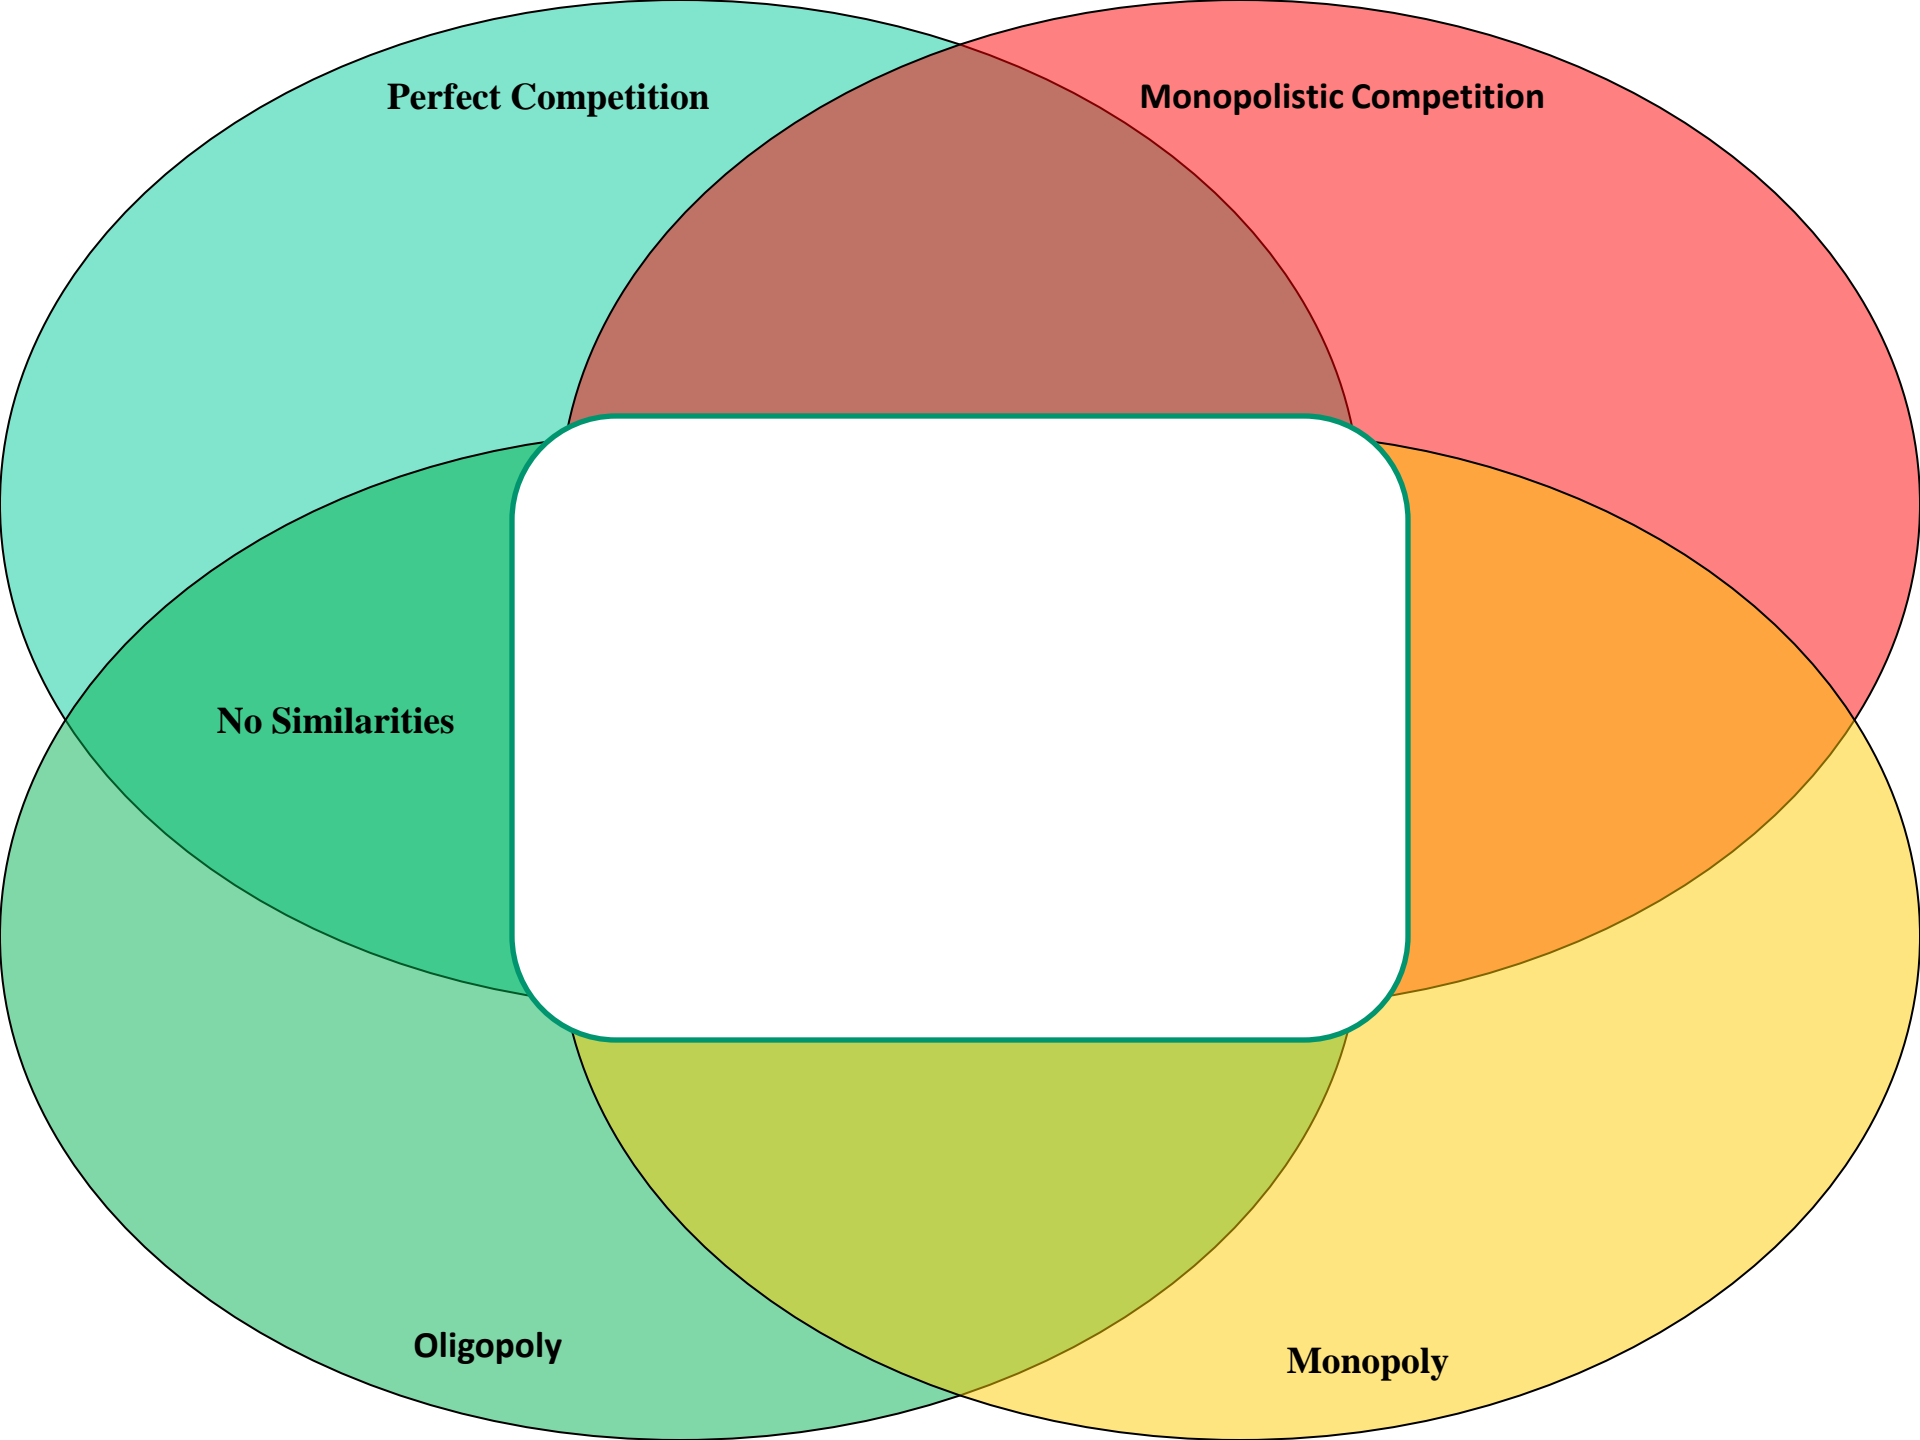 Perfect Competition
Monopolistic Competition
No Similarities
Oligopoly
Monopoly